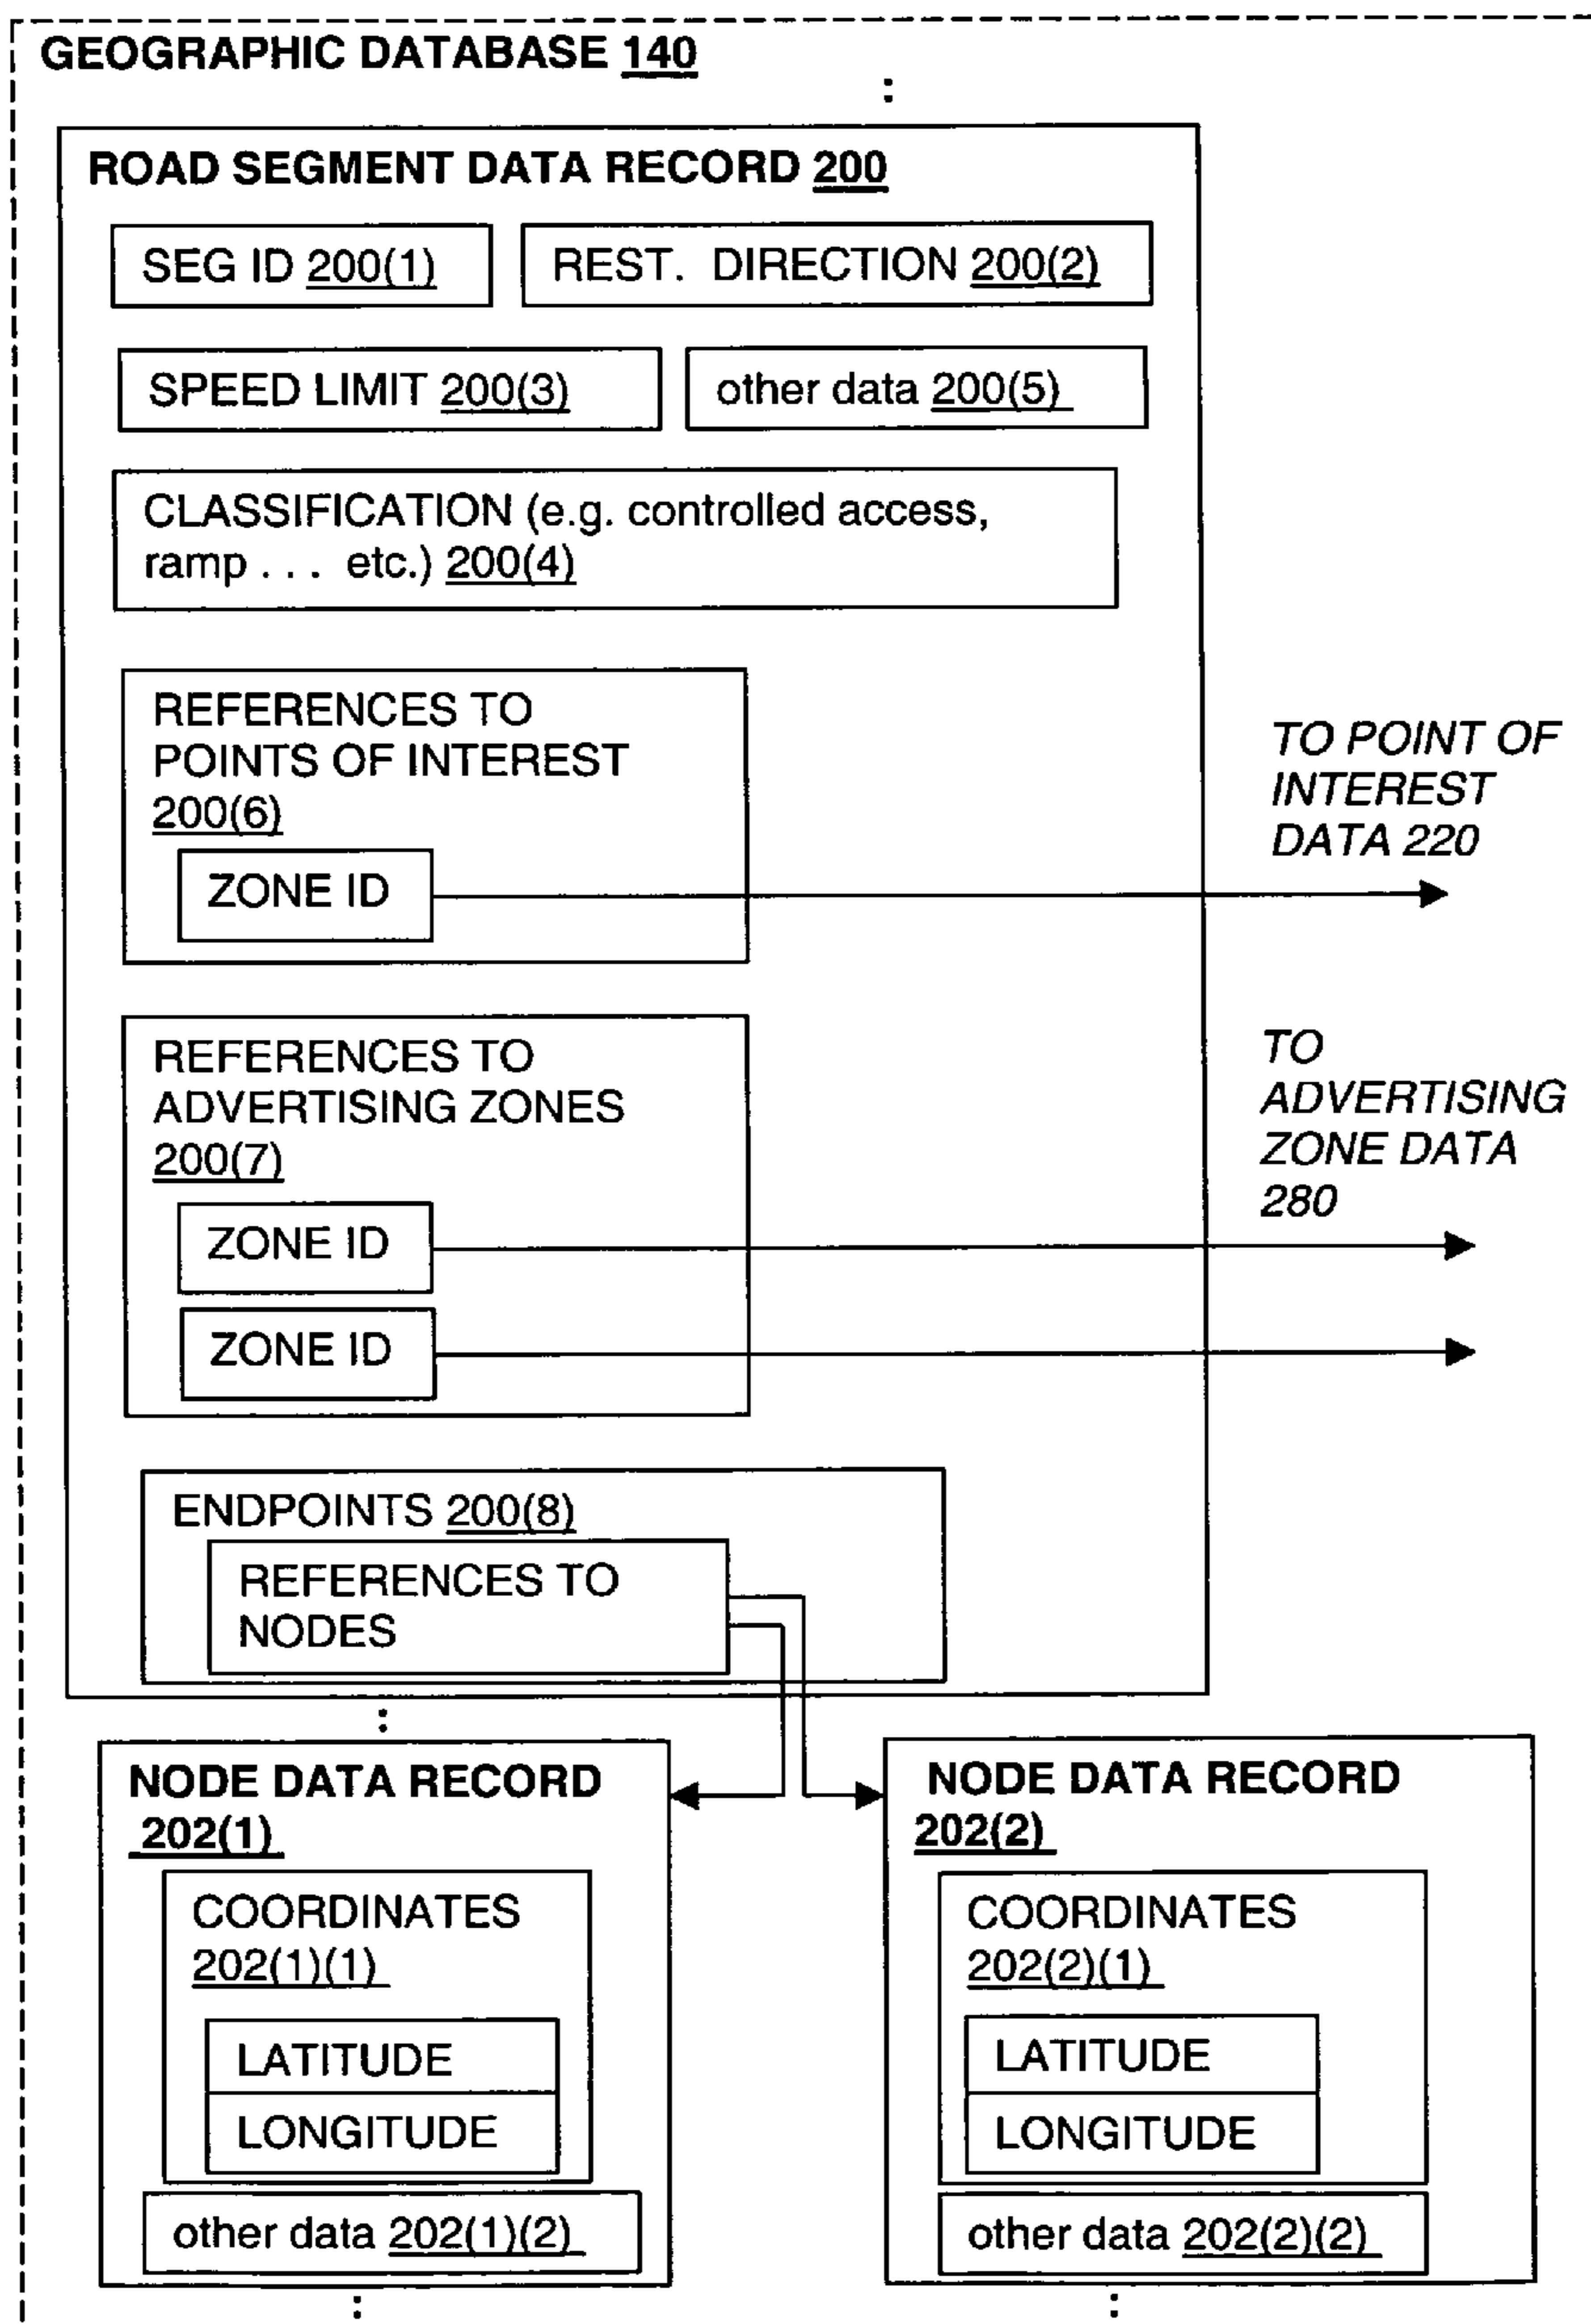 GEOGRAPHIC DATABASE 140
:
ROAD SEGMENT DATA RECORD 200
SEG ID 200(1)
REST. DIRECTION 200(2)
SPEED LIMIT 200(3)
other data 200(5)
CLASSIFICATION (e.g. controlled access,
ramp . . . etc.) 200(4)
REFERENCES TO
POINTS OF INTEREST
200(6)
ZONE ID
TO POINT OF
INTEREST
DATA 220
REFERENCES TO
ADVERTISING ZONES
200(7)
ZONE ID
ZONE ID
TO
ADVERTISING
ZONE DATA
280
ENDPOINTS 200(8)
REFERENCES TO
NODES
:
NODE DATA RECORD
202(1)
COORDINATES
202(1)(1)
LATITUDE
LONGITUDE
other data 202(1)(2)
:
NODE DATA RECORD
202(2)
COORDINATES
202(2)(1)
LATITUDE
LONGITUDE
other data 202(2)(2)
: